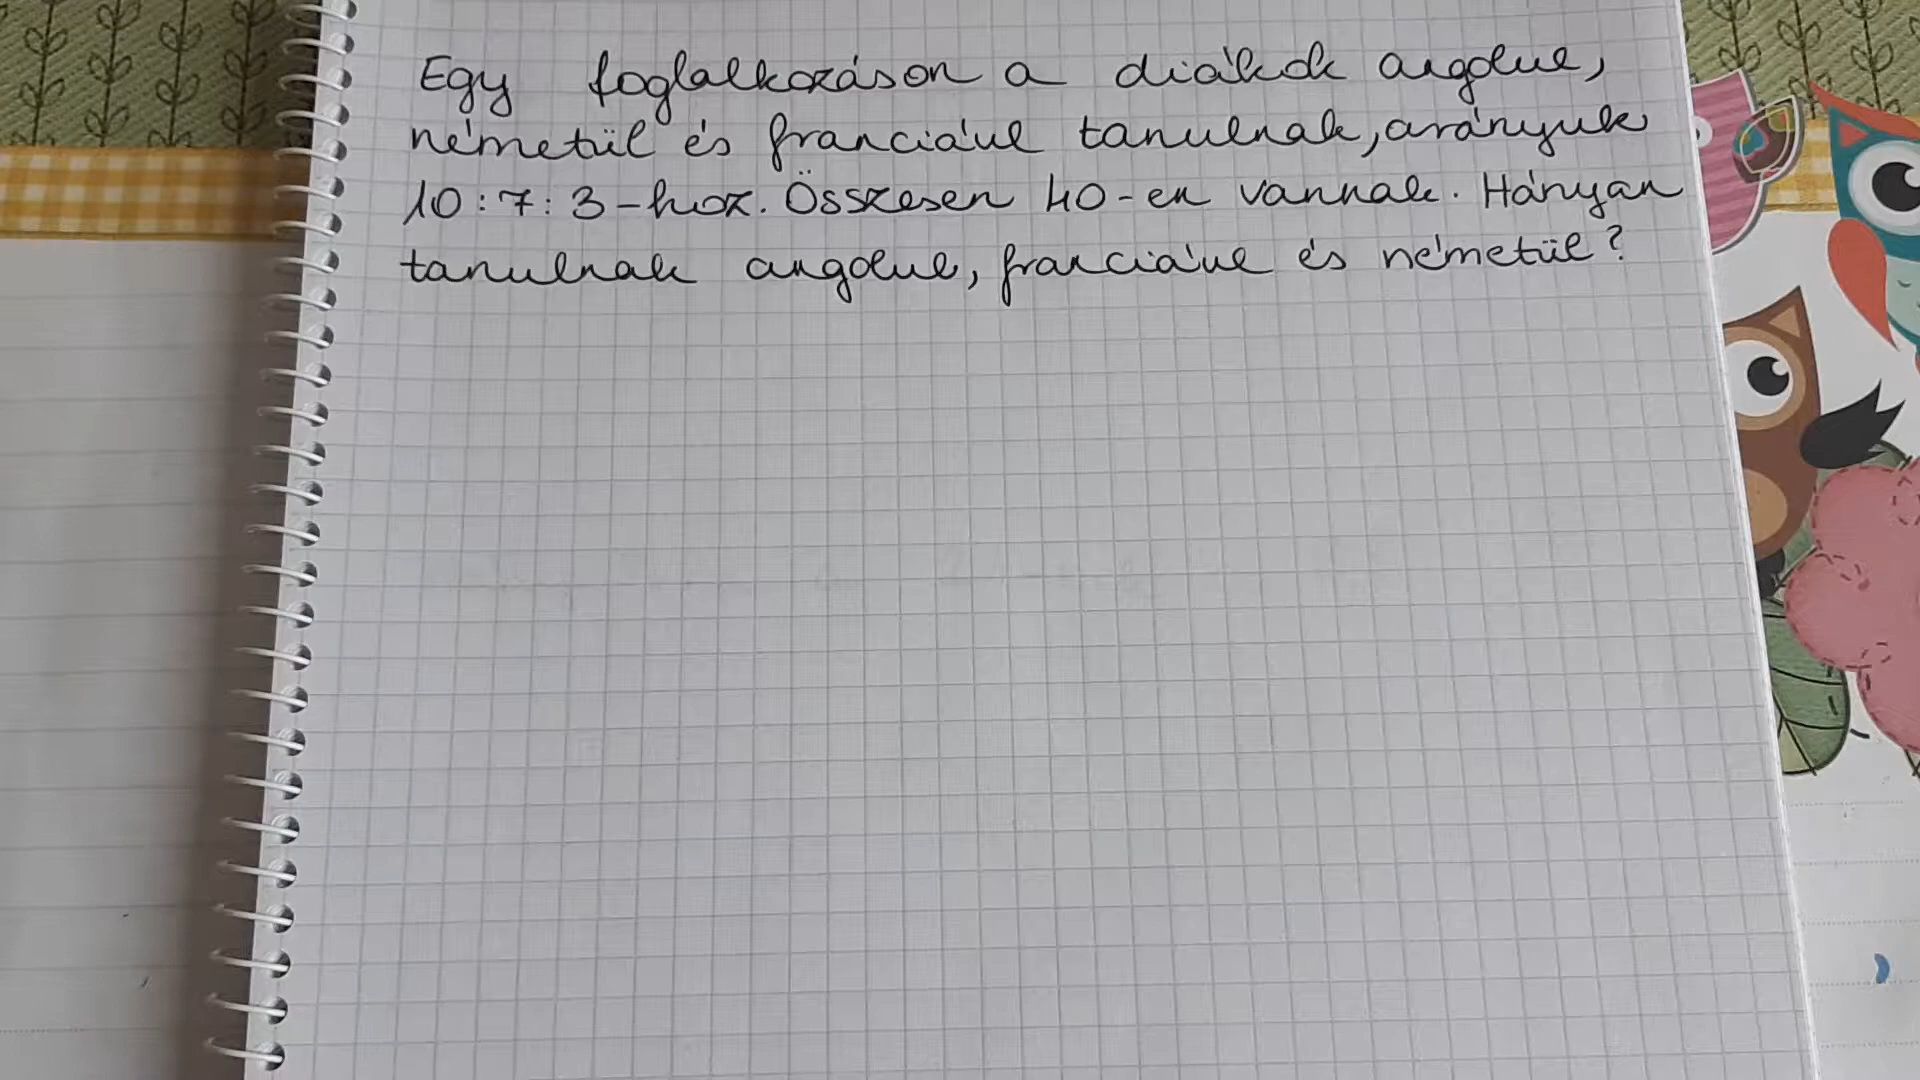 Egy foglalkozáson a diákok angolul,
németül és franciául tanulnak, arányuk
10:7:3-hoz. Összesen 40-en vannak. Hányan
tanulnak angolul, franciául és németül?